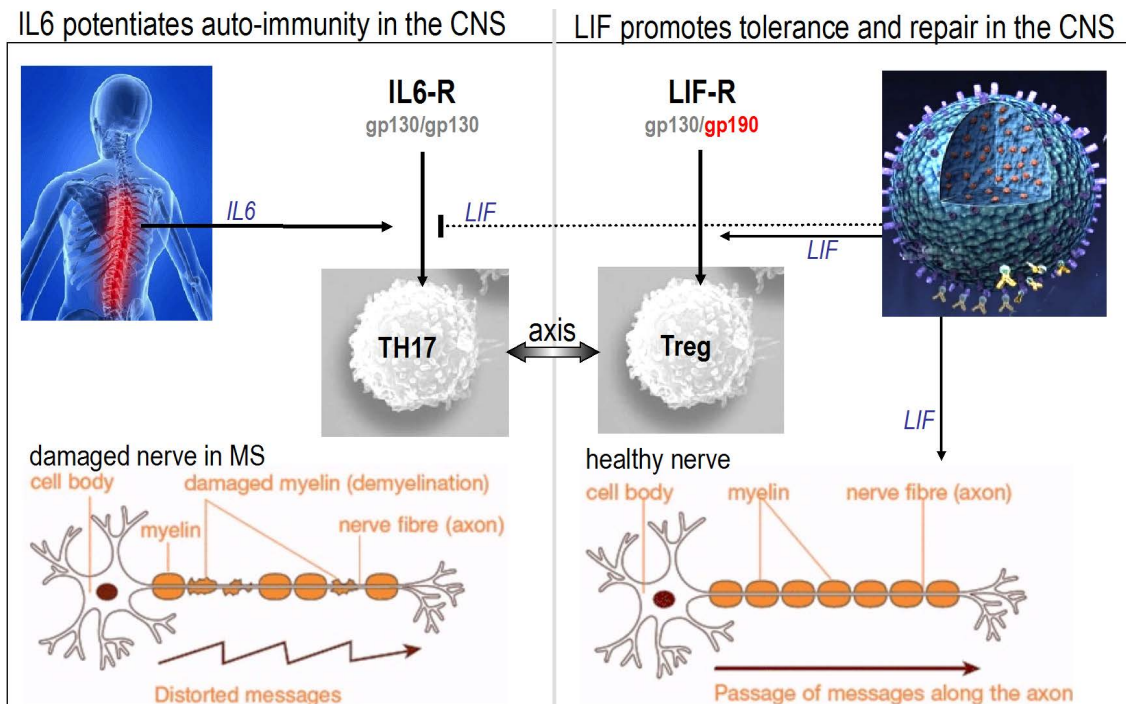 IL6 potentiates auto-immunity in the CNS
LIF promotes tolerance and repair in the CNS
IL6-R
gp130/gp130
LIF-R
gp130/gp190
IL6
LIF
LIF
TH17
axis
Treg
LIF
damaged nerve in MS
cell body
damaged myelin (demyelination)
myelin
nerve fibre (axon)
Distorted messages
healthy nerve
cell body
myelin
nerve fibre (axon)
Passage of messages along the axon